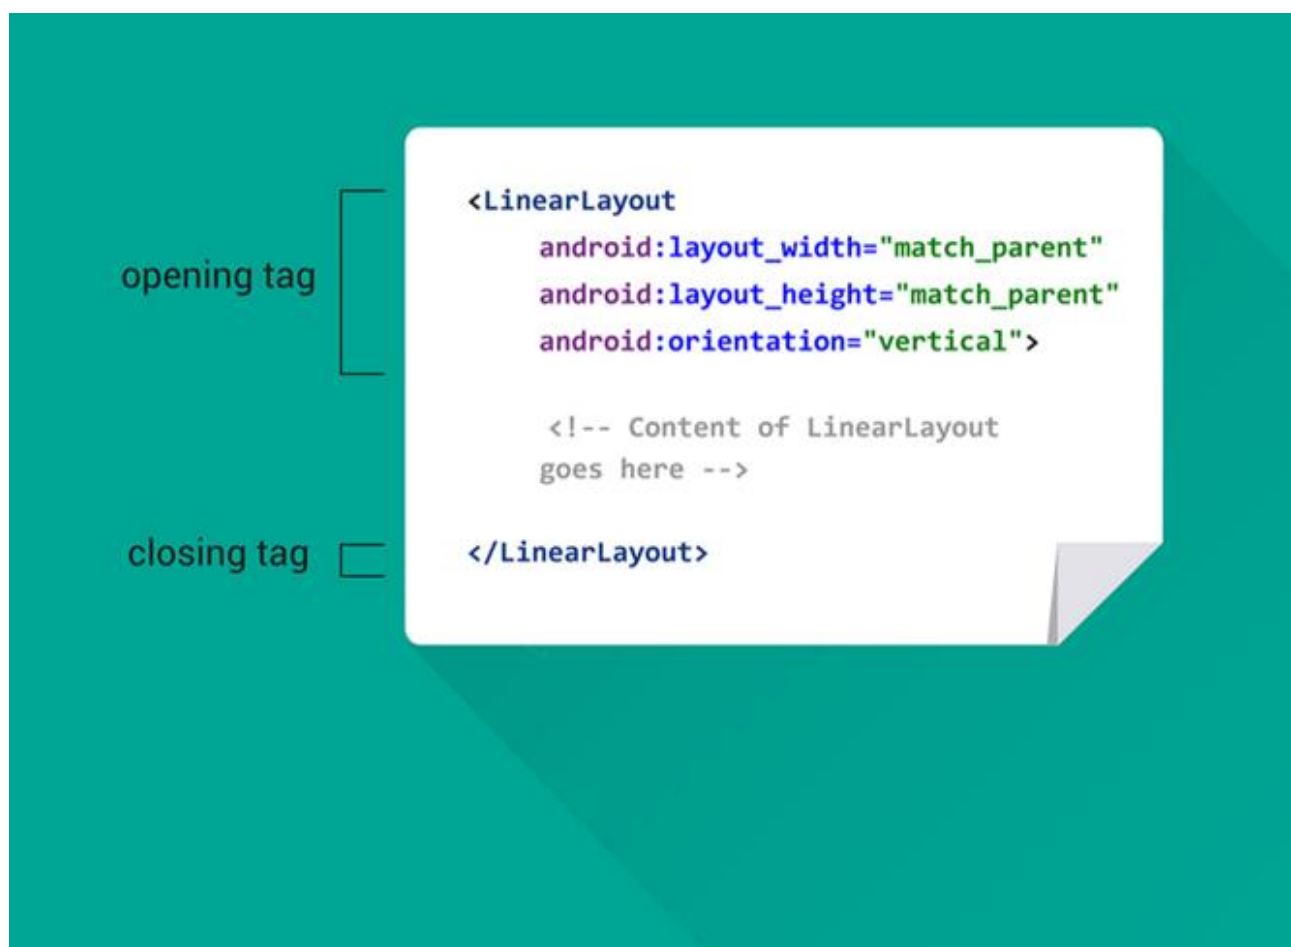 <LinearLayout
android:layout_width="match_parent"
opening tag
android:layout_height="match_parent"
android:orientation="vertical">
<!-- Content of LinearLayout
goes here -->
closing tag
</LinearLayout>